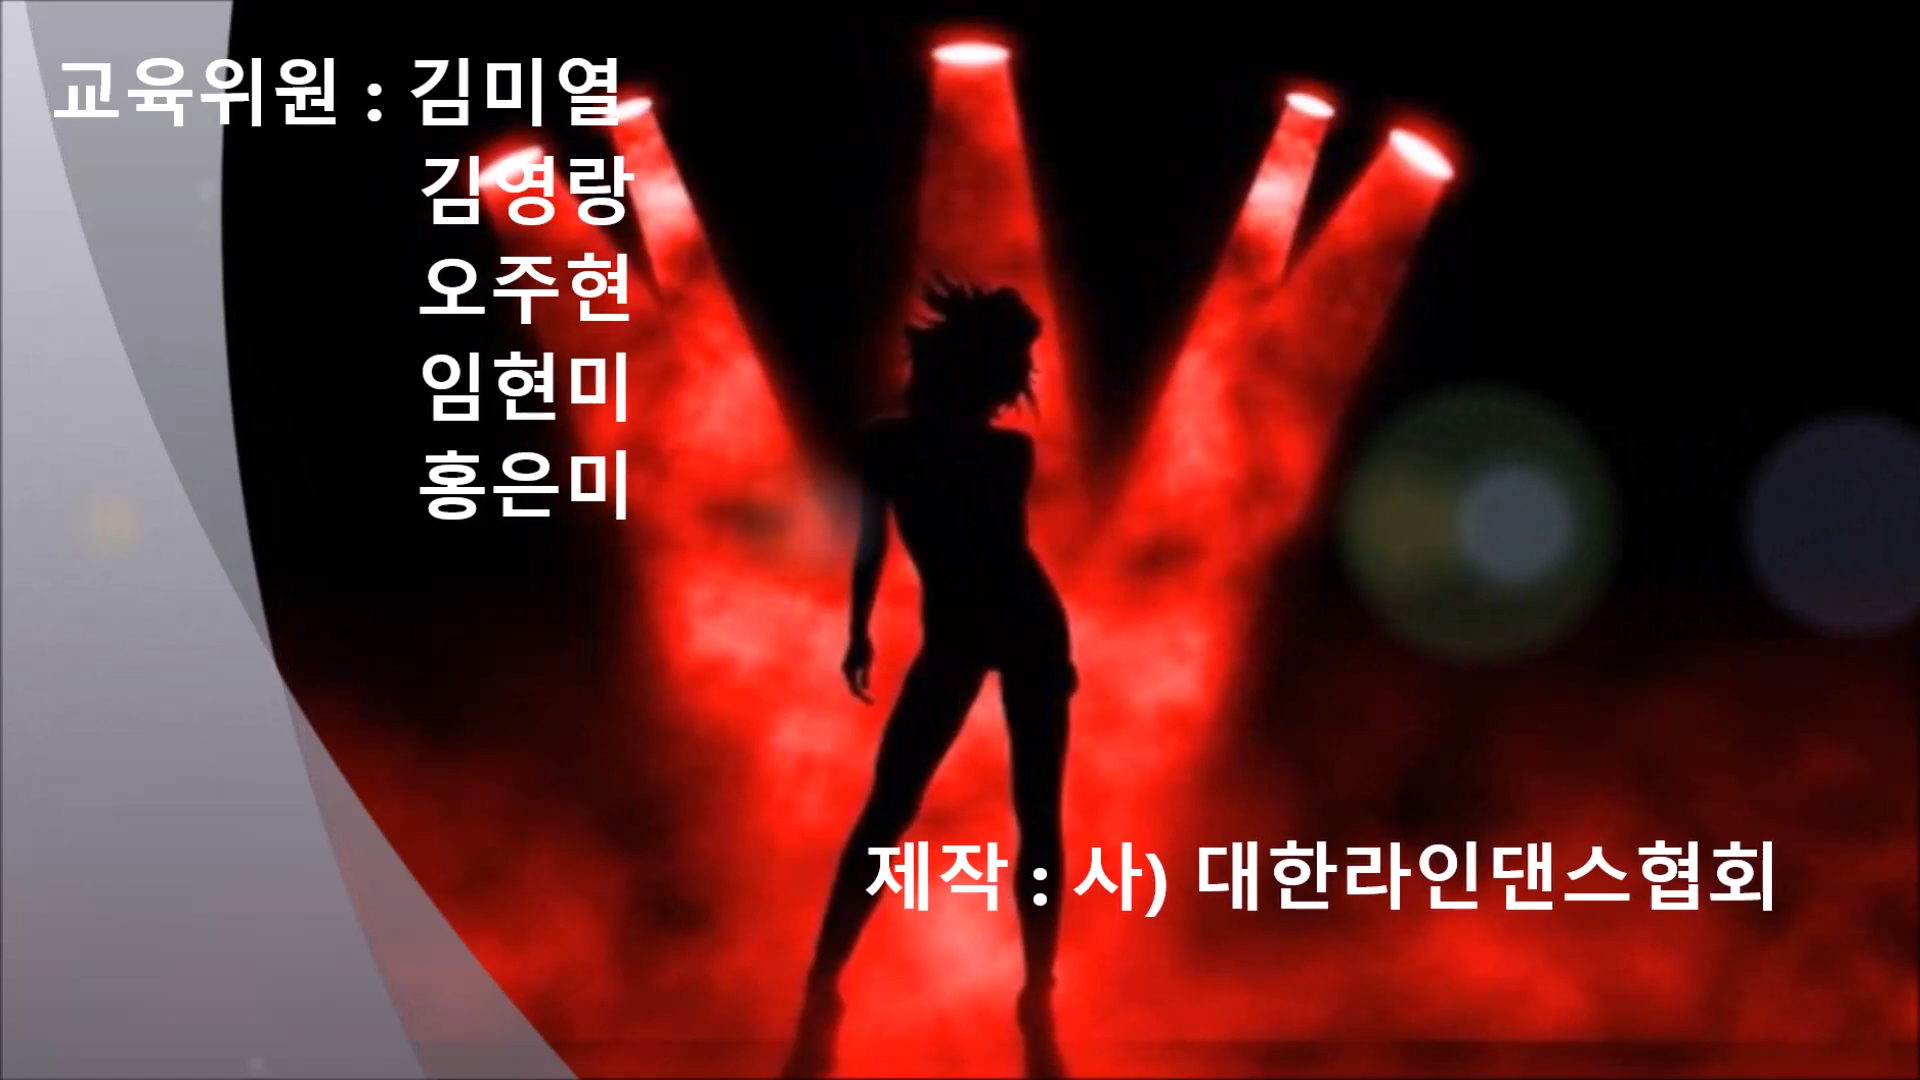 교육위원 : 김미열
김영랑
오주현
임현미
홍은미
제작 : 사) 대한라인댄스협회